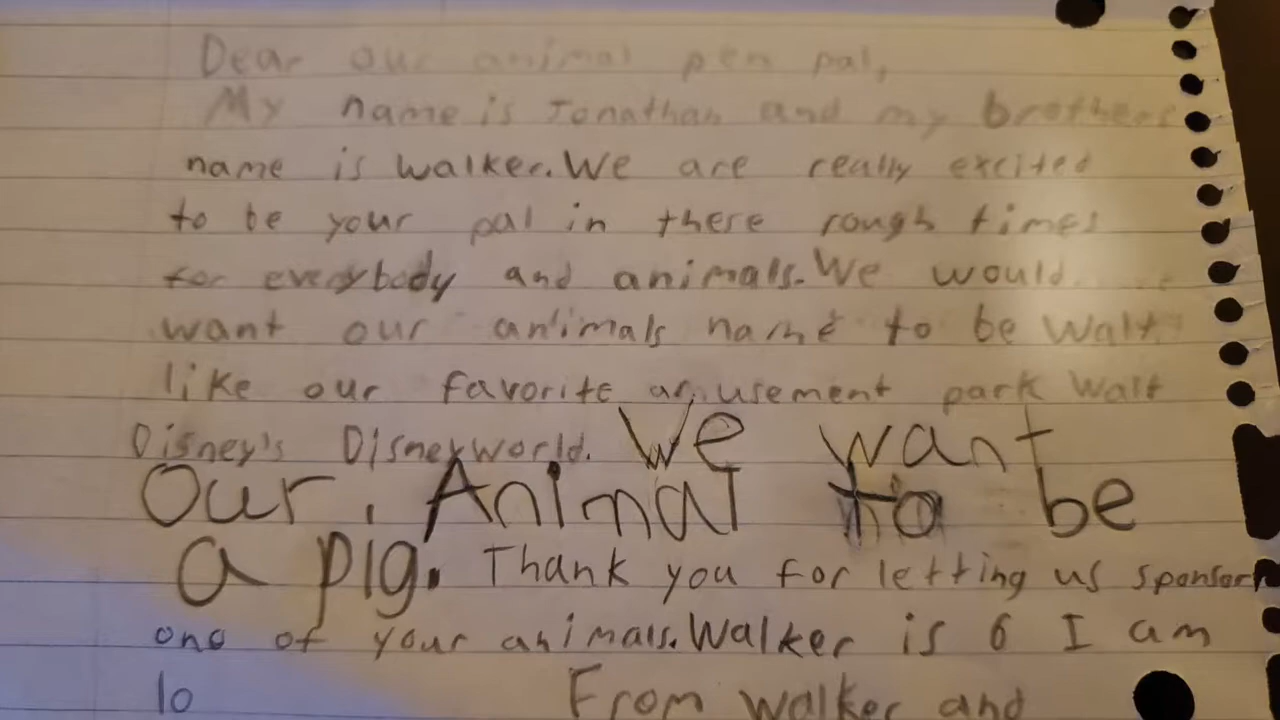 Dear our animal pen pal,
My name is Jonathan and my brothers
name is walker. We are really excited
to be your pal in these rough times
for everybody and animals. We would
want our animals name to be Walt
like our favorite amusement park Walt
Disney's Disneyworld. We want
Our Animal to be
a pig. Thank you for letting us sponsor
one of your animals. Walker is 6 I am
10 From walker and